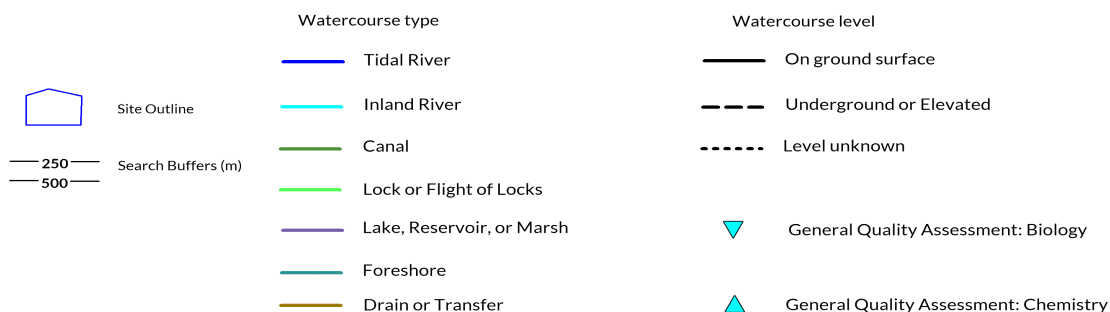 Watercourse type
Watercourse level
Tidal River
On ground surface
Site Outline
Inland River
Underground or Elevated
250
500
Search Buffers (m)
Canal
Level unknown
Lock or Flight of Locks
Lake, Reservoir, or Marsh
General Quality Assessment: Biology
Foreshore
Drain or Transfer
General Quality Assessment: Chemistry